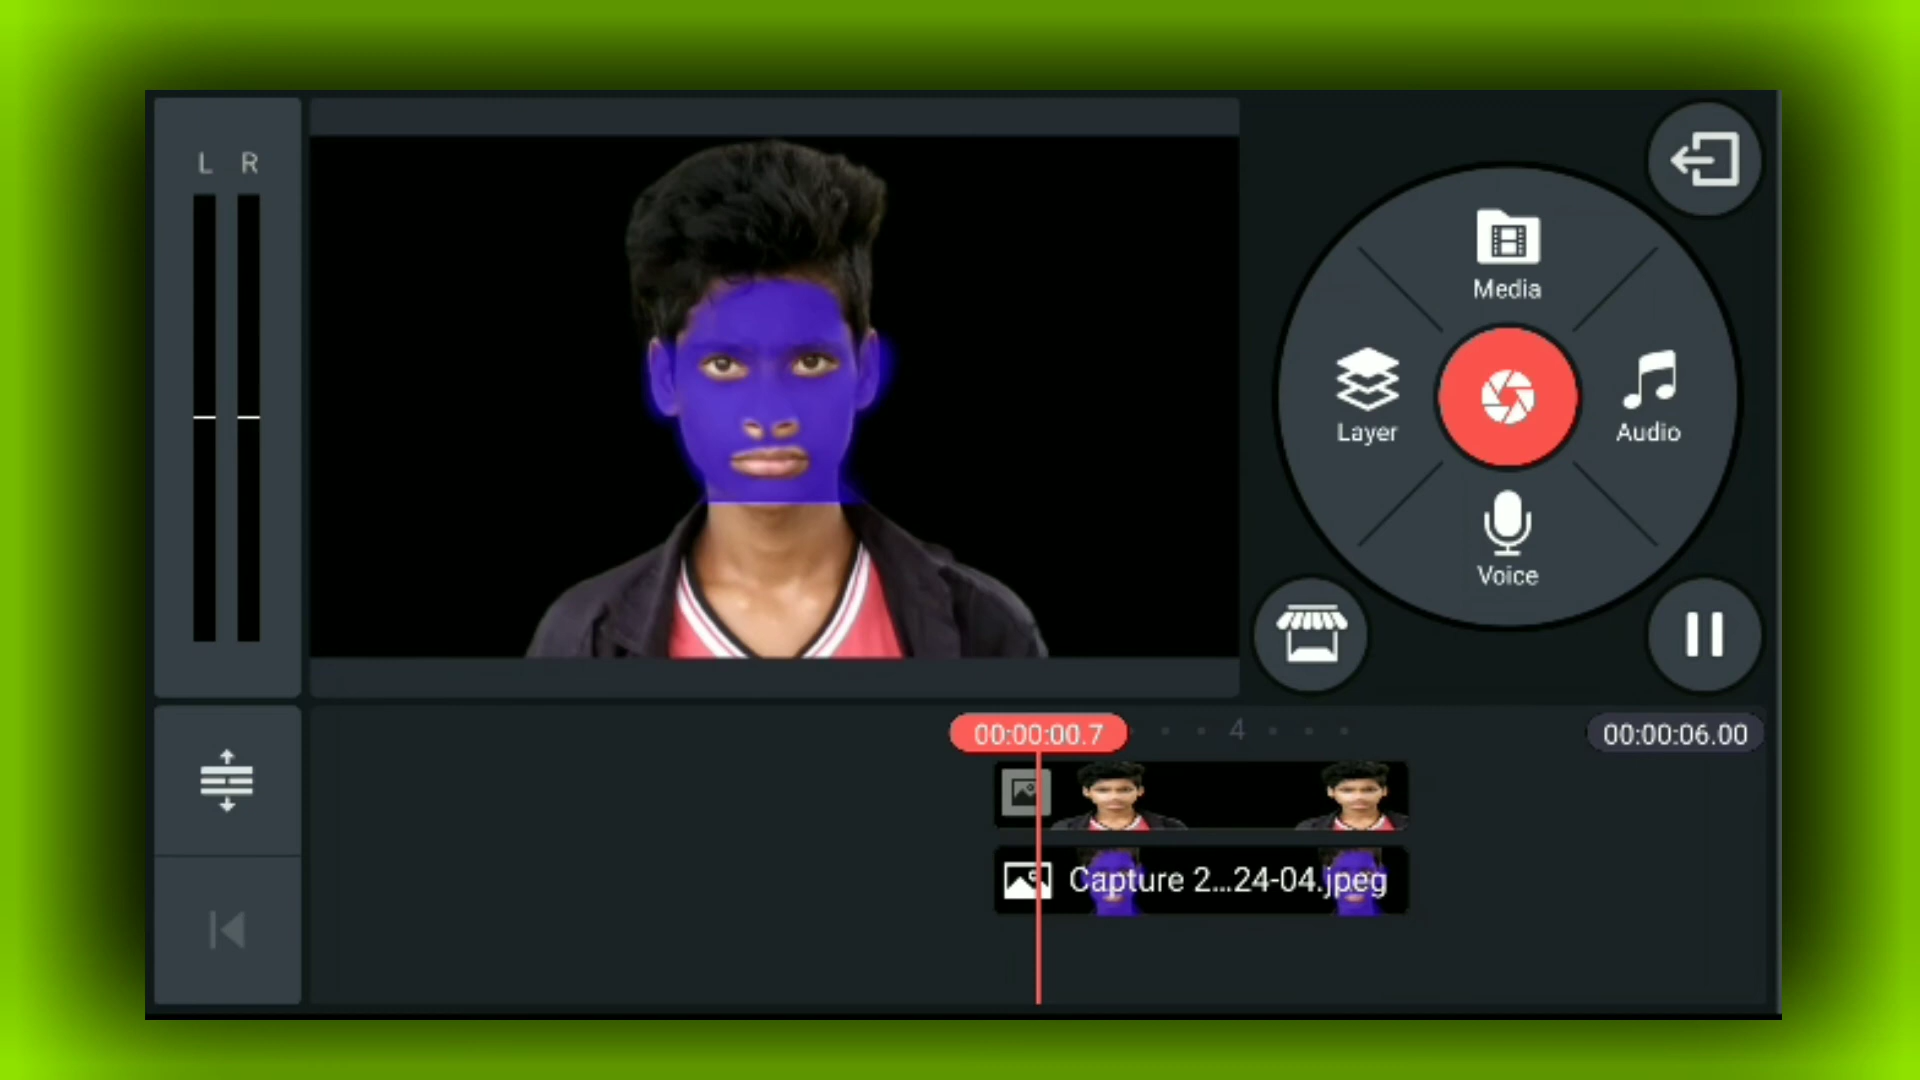 L R
Media
Layer
Audio
Voice
00:00:00.7
4
00:00:06.00
Capture 2...24-04.jpeg